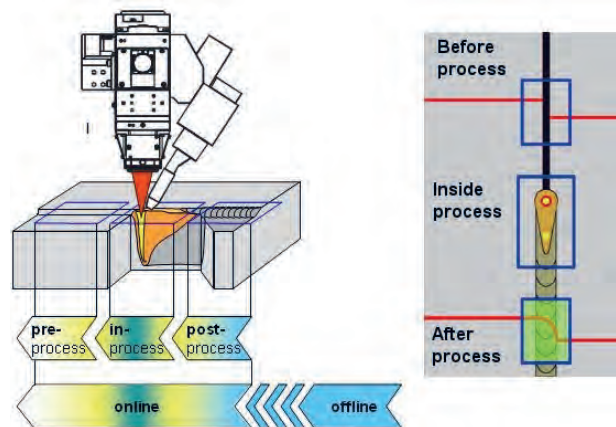 pre-
process
in-
process
post-
process
online
offline
Before
process
Inside
process
After
process